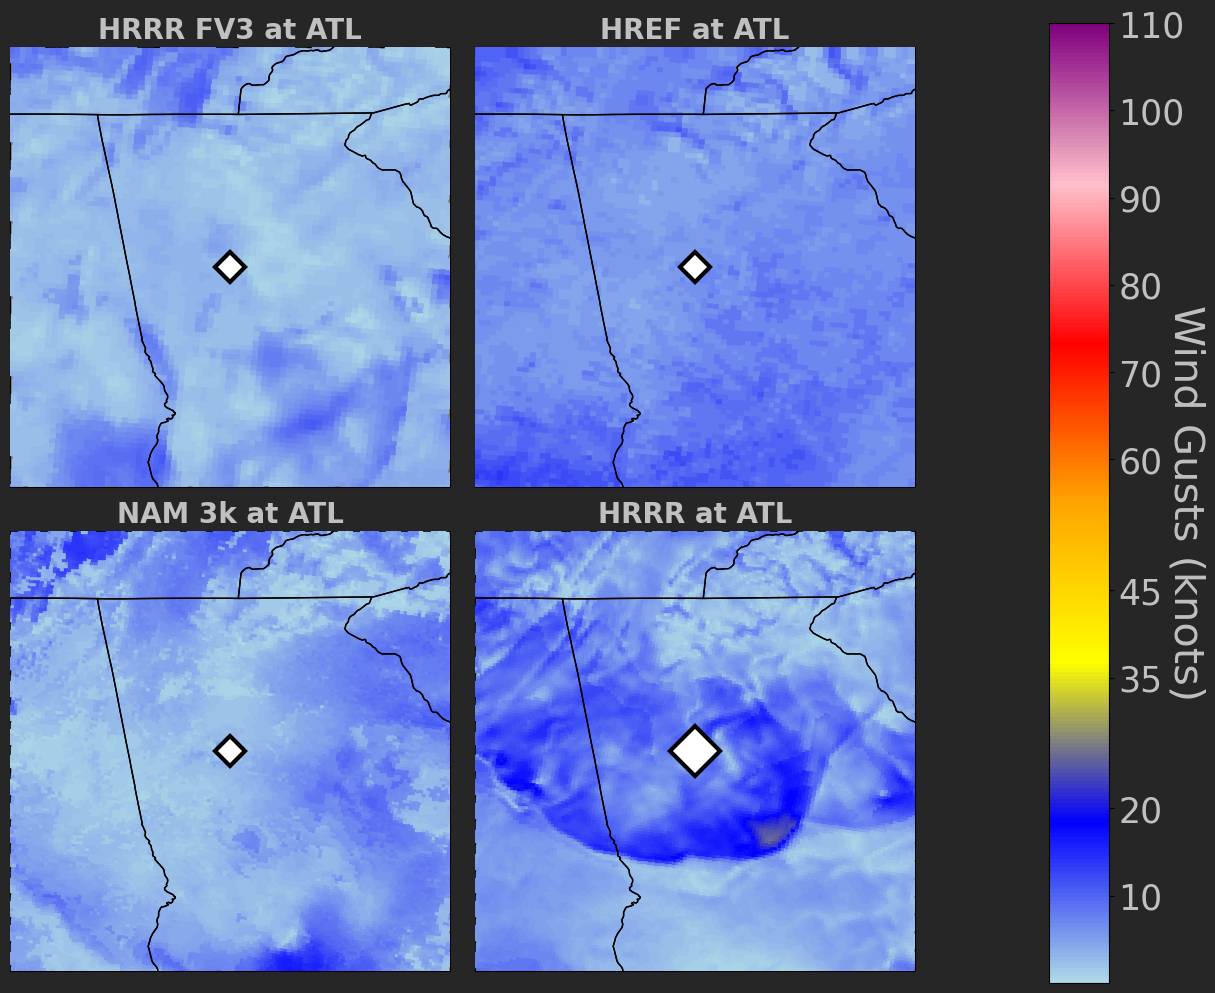 HRRR FV3 at ATL
HREF at ATL
NAM 3k at ATL
HRRR at ATL
110
100
90
80
70
60
45
35
20
10
Wind Gusts (knots)